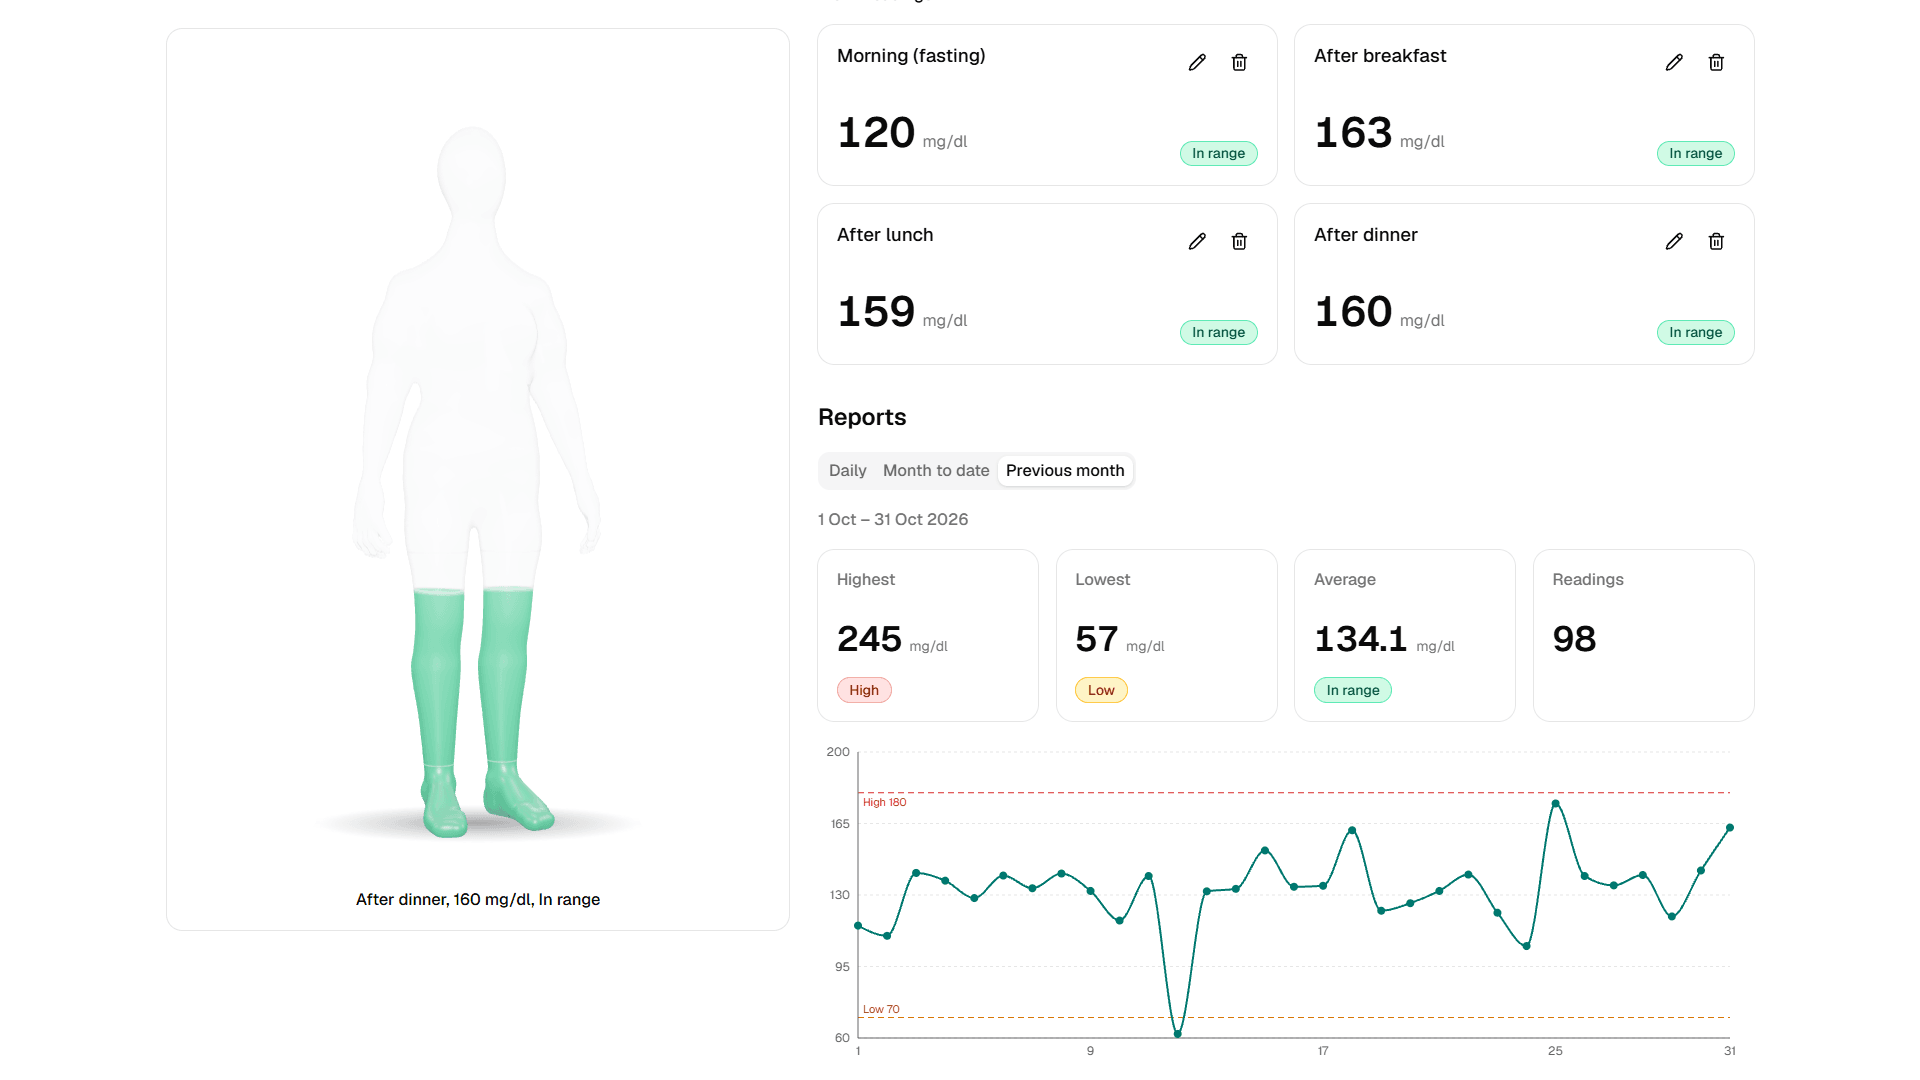 Morning (fasting)
120 mg/dl
In range
After breakfast
163 mg/dl
In range
After lunch
159 mg/dl
In range
After dinner
160 mg/dl
In range
After dinner, 160 mg/dl, In range
Reports
Daily Month to date Previous month
1 Oct – 31 Oct 2026
Highest
245 mg/dl
High
Lowest
57 mg/dl
Low
Average
134.1 mg/dl
In range
Readings
98
200
High 180
165
130
95
Low 70
60
1 9 17 25 31